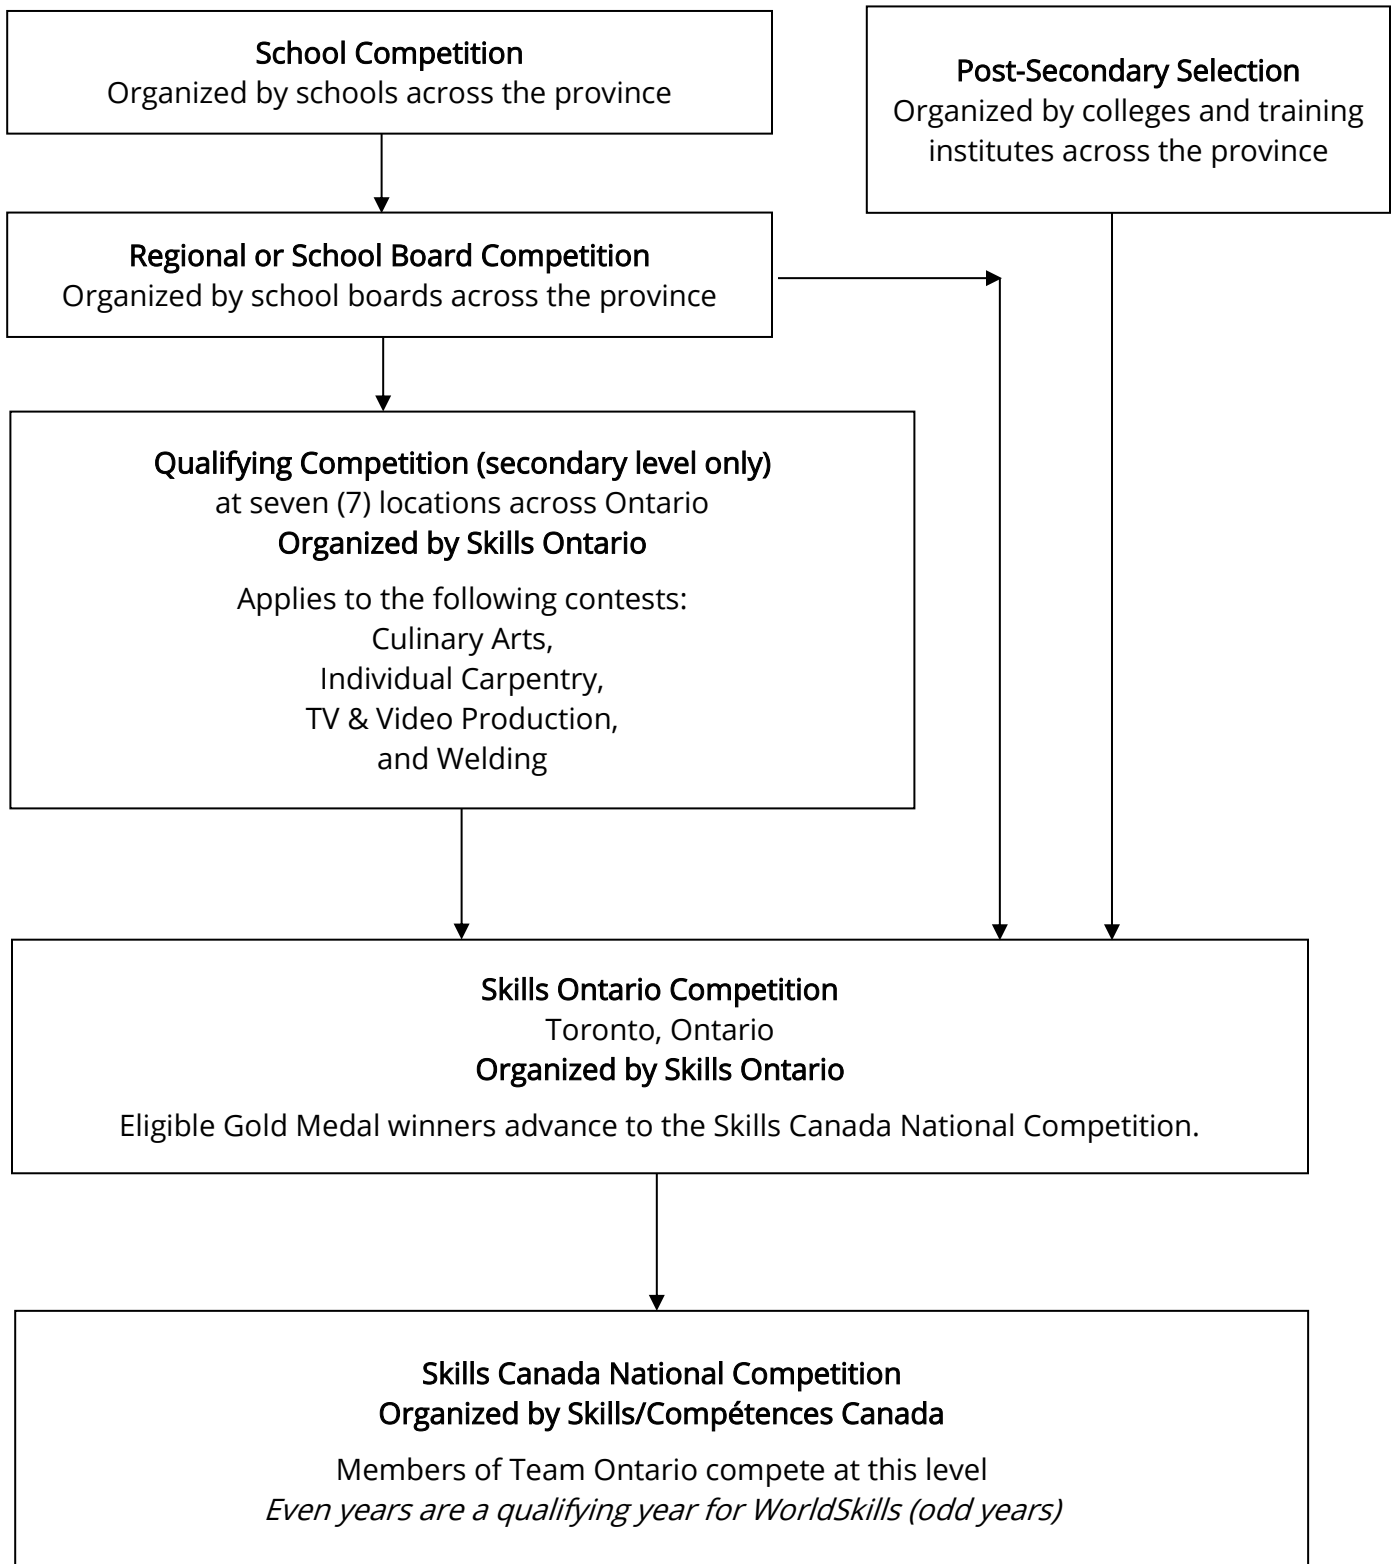 School Competition
Organized by schools across the province
Post-Secondary Selection
Organized by colleges and training
institutes across the province
Regional or School Board Competition
Organized by school boards across the province
Qualifying Competition (secondary level only)
at seven (7) locations across Ontario
Organized by Skills Ontario
Applies to the following contests:
Culinary Arts,
Individual Carpentry,
TV & Video Production,
and Welding
Skills Ontario Competition
Toronto, Ontario
Organized by Skills Ontario
Eligible Gold Medal winners advance to the Skills Canada National Competition.
Skills Canada National Competition
Organized by Skills/Compétences Canada
Members of Team Ontario compete at this level
Even years are a qualifying year for WorldSkills (odd years)